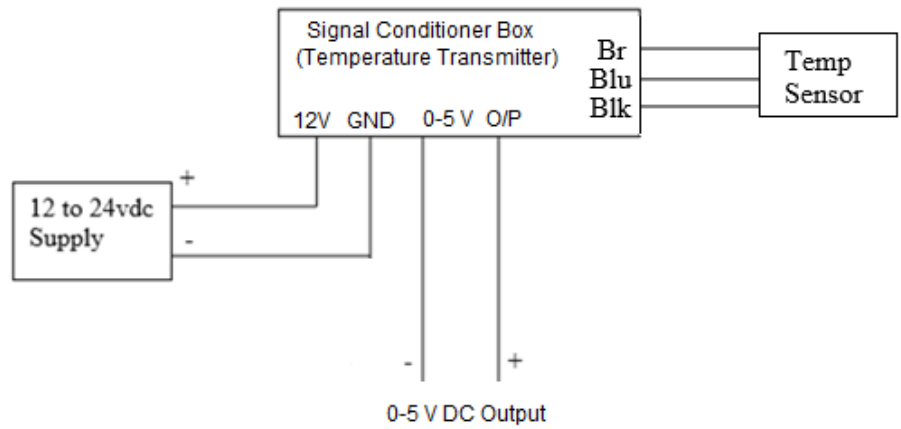 Signal Conditioner Box
(Temperature Transmitter)
Br
Blu
Blk
Temp
Sensor
12V GND 0-5 V O/P
+
12 to 24vdc
Supply
-
- +
0-5 V DC Output